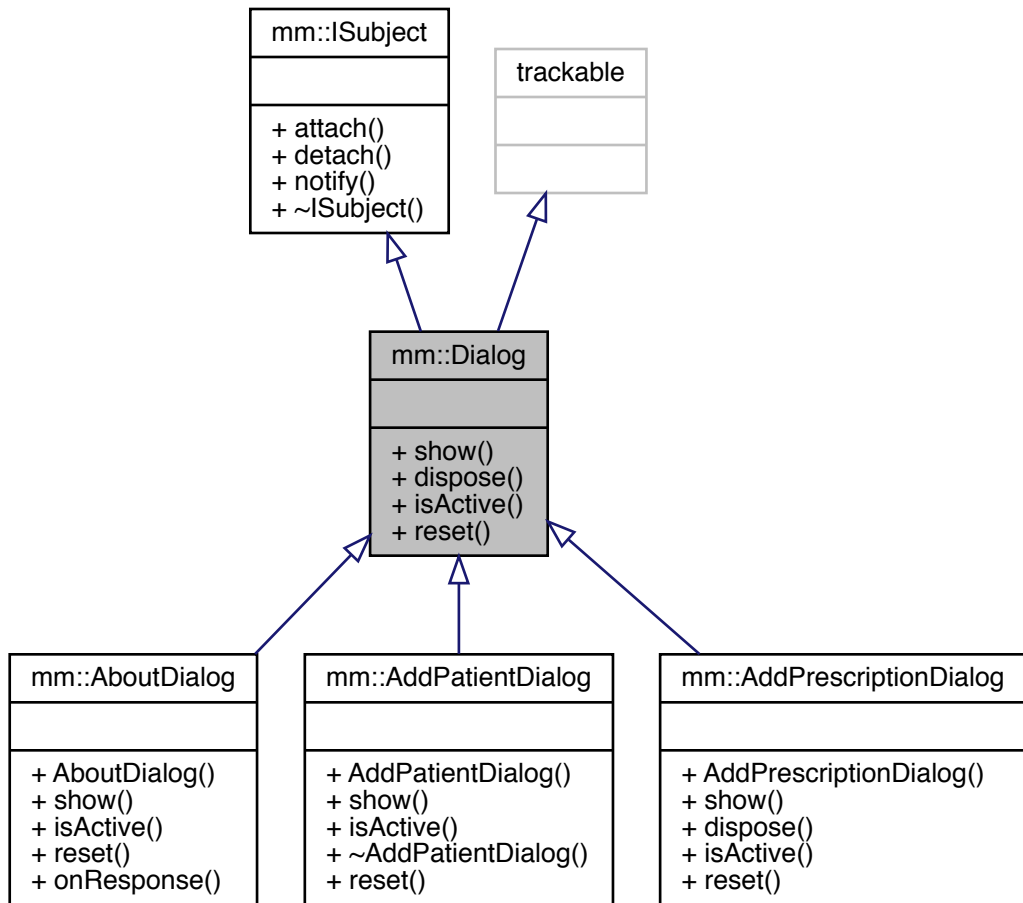 mm::ISubject
+ attach()
+ detach()
+ notify()
+ ~ISubject()
trackable
mm::Dialog
+ show()
+ dispose()
+ isActive()
+ reset()
mm::AboutDialog
+ AboutDialog()
+ show()
+ isActive()
+ reset()
+ onResponse()
mm::AddPatientDialog
+ AddPatientDialog()
+ show()
+ isActive()
+ ~AddPatientDialog()
+ reset()
mm::AddPrescriptionDialog
+ AddPrescriptionDialog()
+ show()
+ dispose()
+ isActive()
+ reset()